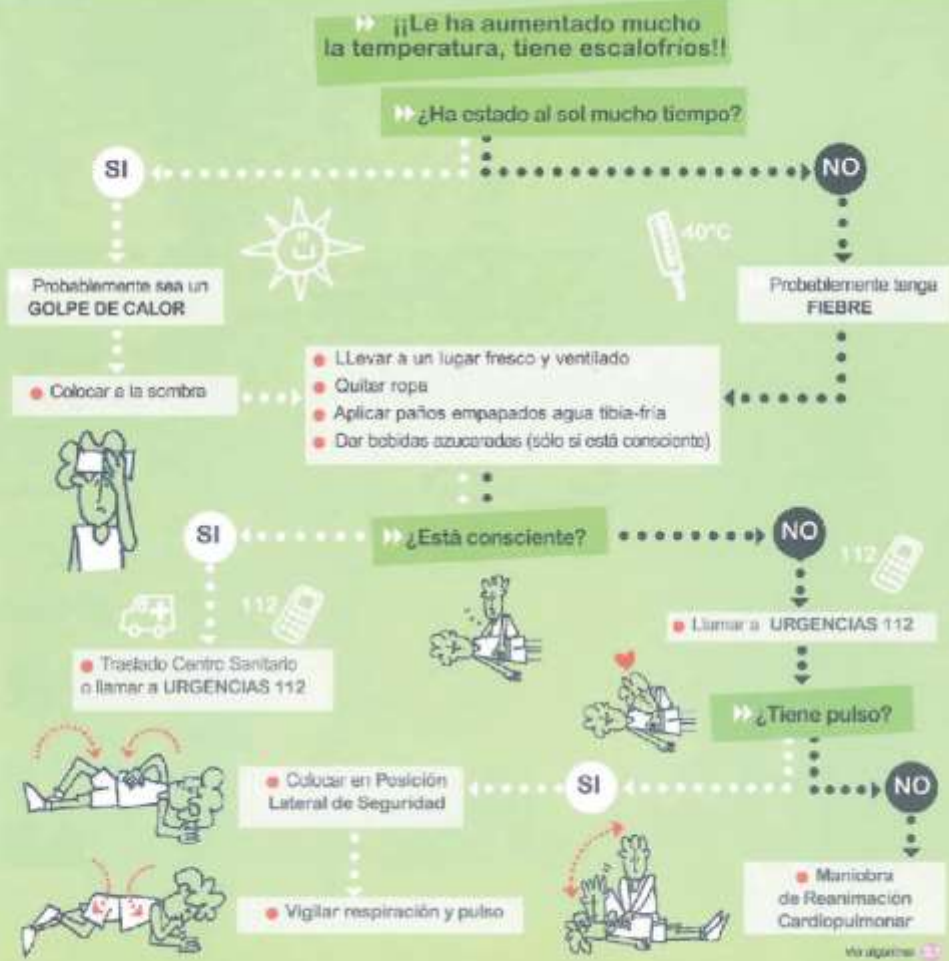 ¡¡Le ha aumentado mucho
la temperatura, tiene escalofríos!!
¿Ha estado al sol mucho tiempo?
SI
NO
40°C
Probablemente sea un
GOLPE DE CALOR
Probablemente tenga
FIEBRE
Colocar a la sombra
LLevar a un lugar fresco y ventilado
Quitar ropa
Aplicar paños empapados agua tibia-fría
Dar bebidas azucaradas (sólo si está consciente)
¿Está consciente?
SI
NO
112
112
Traslado Centro Sanitario
o llamar a URGENCIAS 112
Llamar a URGENCIAS 112
¿Tiene pulso?
SI
NO
Colocar en Posición
Lateral de Seguridad
Vigilar respiración y pulso
Maniobra
de Reanimación
Cardiopulmonar